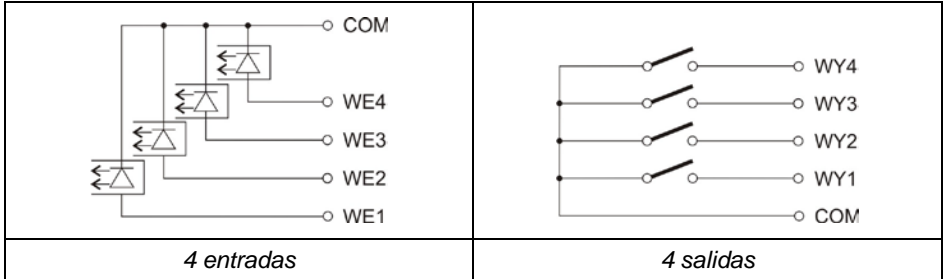 COM
WE4
WE3
WE2
WE1
4 entradas
WY4
WY3
WY2
WY1
COM
4 salidas